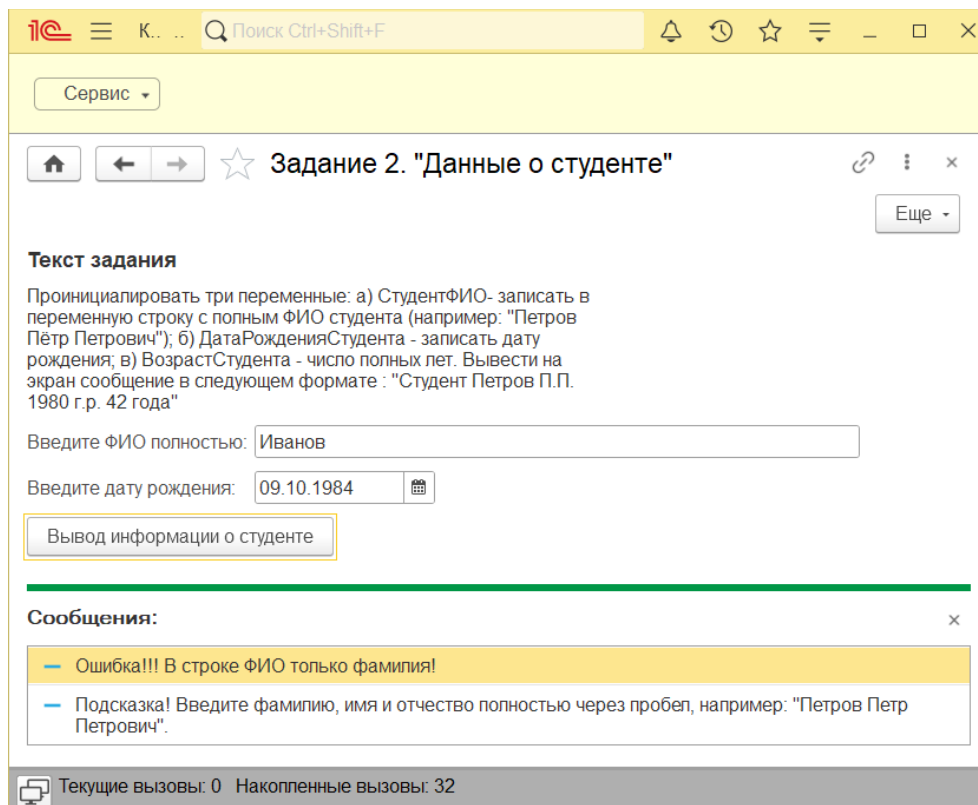 1С К.. .. Поиск Ctrl+Shift+F
Сервис
Задание 2. "Данные о студенте"
Еще
Текст задания
Проинициалировать три переменные: а) СтудентФИО- записать в
переменную строку с полным ФИО студента (например: "Петров
Пётр Петрович"); б) ДатаРожденияСтудента - записать дату
рождения; в) ВозрастСтудента - число полных лет. Вывести на
экран сообщение в следующем формате : "Студент Петров П.П.
1980 г.р. 42 года"
Введите ФИО полностью: Иванов
Введите дату рождения: 09.10.1984
Вывод информации о студенте
Сообщения:
Ошибка!!! В строке ФИО только фамилия!
Подсказка! Введите фамилию, имя и отчество полностью через пробел, например: "Петров Петр
Петрович".
Текущие вызовы: 0 Накопленные вызовы: 32